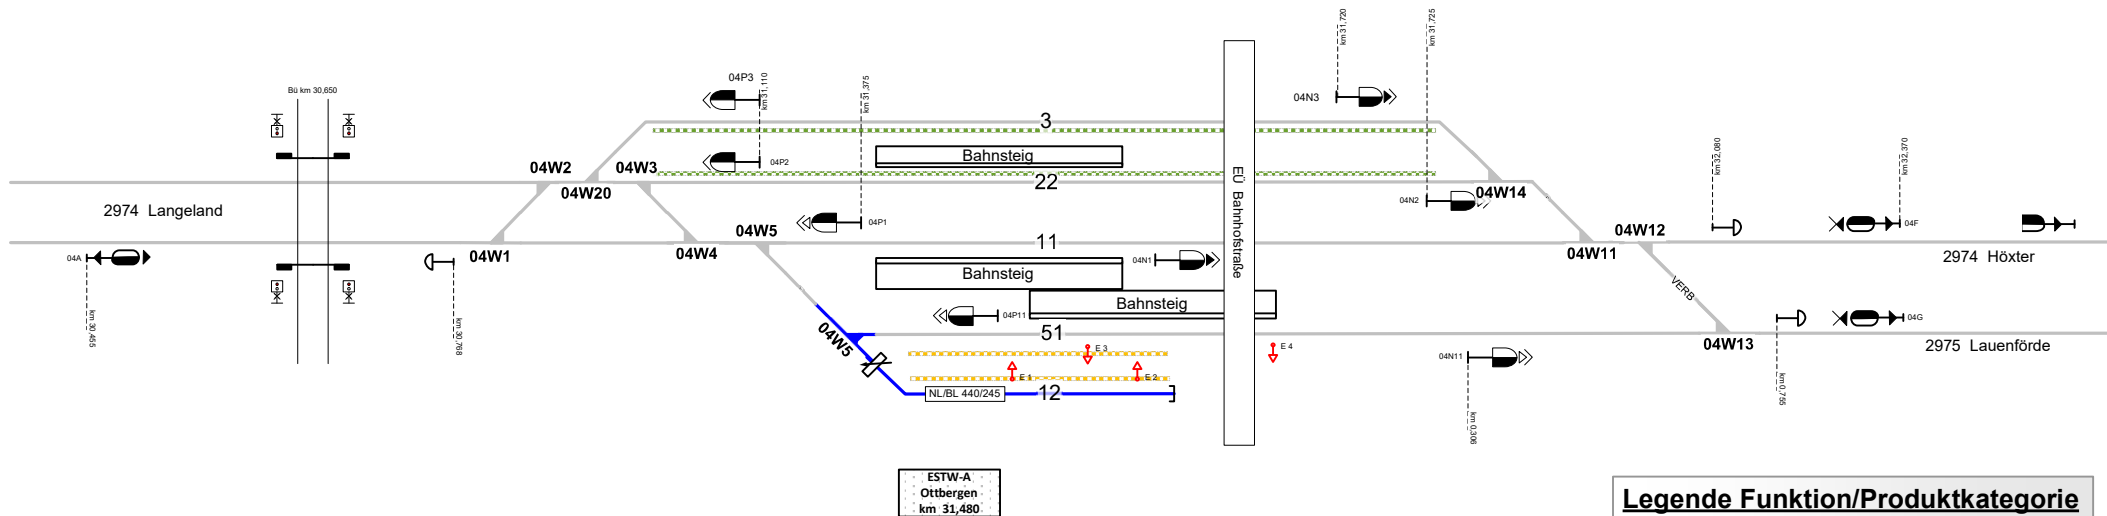 Bü km 30,650
04P3
km 31,110
km 31,375
km 31,720
km 31,725
04N3
3
04W2
04W3
04P2
Bahnsteig
EÜ Bahnhofstraße
km 32,080
km 32,370
04W20
22
04W14
04N2
2974 Langeland
04P1
04W5
04W12
04F
04A
04W1
04W4
11
04W11
2974 Höxter
04N1
Bahnsteig
VERB
km 30,465
km 30,768
Bahnsteig
04P11
04G
04W5
51
04W13
2975 Lauenförde
E 3
E 4
04N11
E 1
E 2
NL/BL 440/245
12
km 0,306
km 0,755
ESTW-A
Ottbergen
km 31,480
Legende Funktion/Produktkategorie